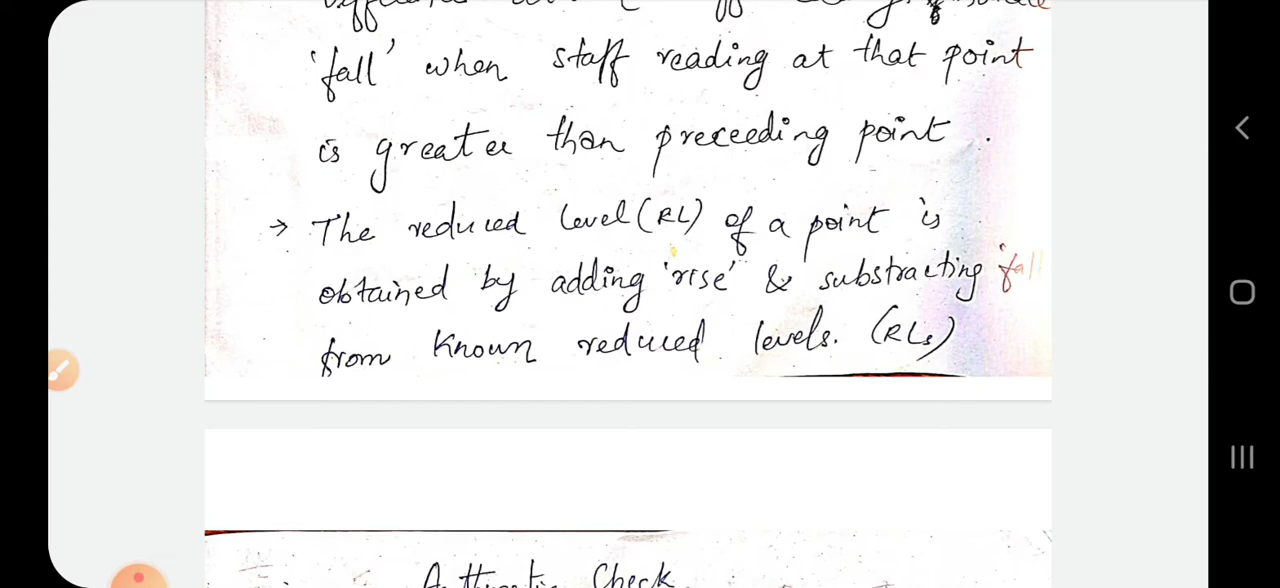 'fall' when staff reading at that point
is greater than preceeding point.
→ The reduced level (RL) of a point is
obtained by adding 'rise' & substracting 'fall
from known reduced levels. (RLs)
Check